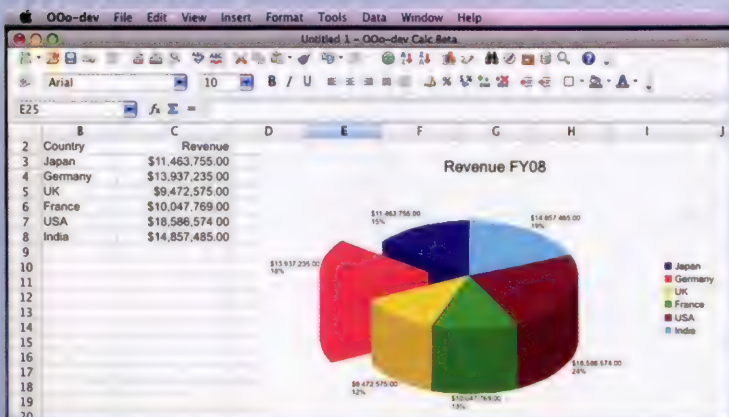 OOo-dev File Edit View Insert Format Tools Data Window Help
Untitled 1 - OOo-dev Calc Beta
Arial 10 B I U
E25 fx Σ =
B C D E F G H I J
2 Country Revenue
3 Japan $11,463,755.00
4 Germany $13,937,235.00
5 UK $9,472,575.00
6 France $10,047,769.00
7 USA $18,586,574.00
8 India $14,857,485.00
9
10
11
12
13
14
15
16
17
18
19
20
Revenue FY08
$11 463 755 00
15%
$14 857 485 00
19%
$13 937 235 00
18%
$18 586 574 00
24%
$9 472 575 00
12%
$10 047 769 00
13%
Japan
Germany
UK
France
USA
India